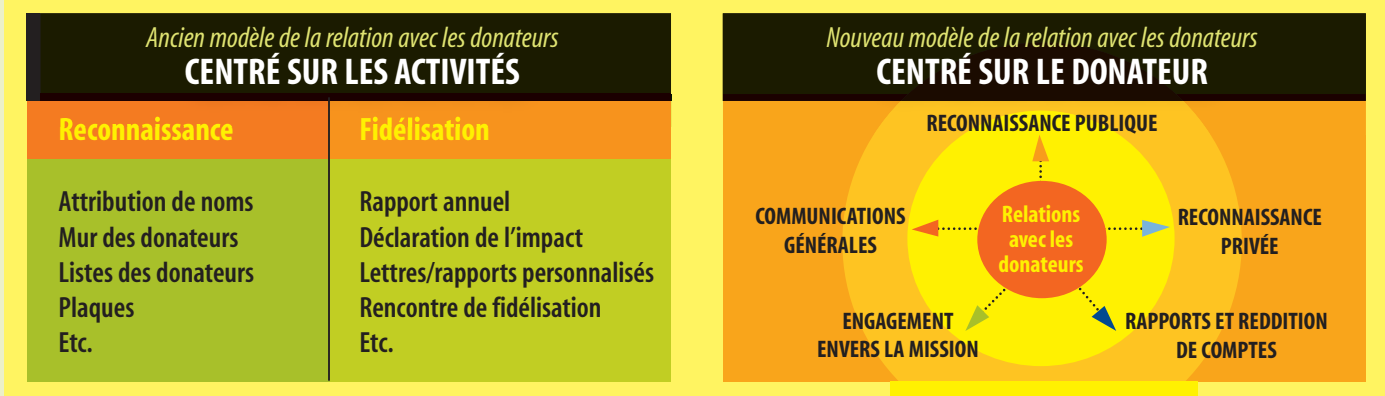 Ancien modèle de la relation avec les donateurs
CENTRÉ SUR LES ACTIVITÉS
Reconnaissance
Attribution de noms
Mur des donateurs
Listes des donateurs
Plaques
Etc.
Fidélisation
Rapport annuel
Déclaration de l’impact
Lettres/rapports personnalisés
Rencontre de fidélisation
Etc.
Nouveau modèle de la relation avec les donateurs
CENTRÉ SUR LE DONATEUR
RECONNAISSANCE PUBLIQUE
COMMUNICATIONS
GÉNÉRALES
Relations
avec les
donateurs
RECONNAISSANCE
PRIVÉE
ENGAGEMENT
ENVERS LA MISSION
RAPPORTS ET REDDITION
DE COMPTES